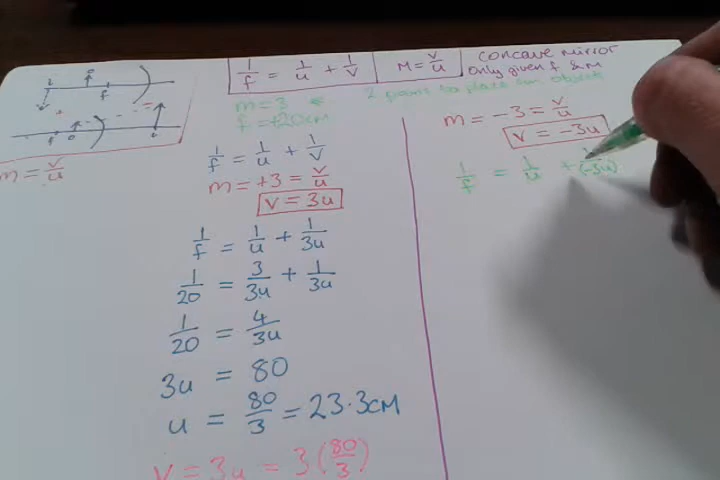 1/f = 1/u + 1/v
M = v/u
concave mirror
only given f & m
m = 3
2 points to place an object
f = +20cm
m = v/u
1/f = 1/u + 1/v
m = +3 = v/u
v = 3u
1/f = 1/u + 1/3u
1/20 = 3/3u + 1/3u
1/20 = 4/3u
3u = 80
u = 80/3 = 23.3cm
v = 3u = 3(80/3)
m = -3 = v/u
v = -3u
1/f = 1/u + 1/(-3u)